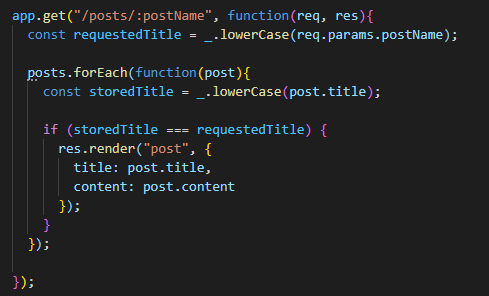 app.get("/posts/:postName", function(req, res){
  const requestedTitle = _.lowerCase(req.params.postName);
  posts.forEach(function(post){
    const storedTitle = _.lowerCase(post.title);
    if (storedTitle === requestedTitle) {
      res.render("post", {
        title: post.title,
        content: post.content
      });
    }
  });
});